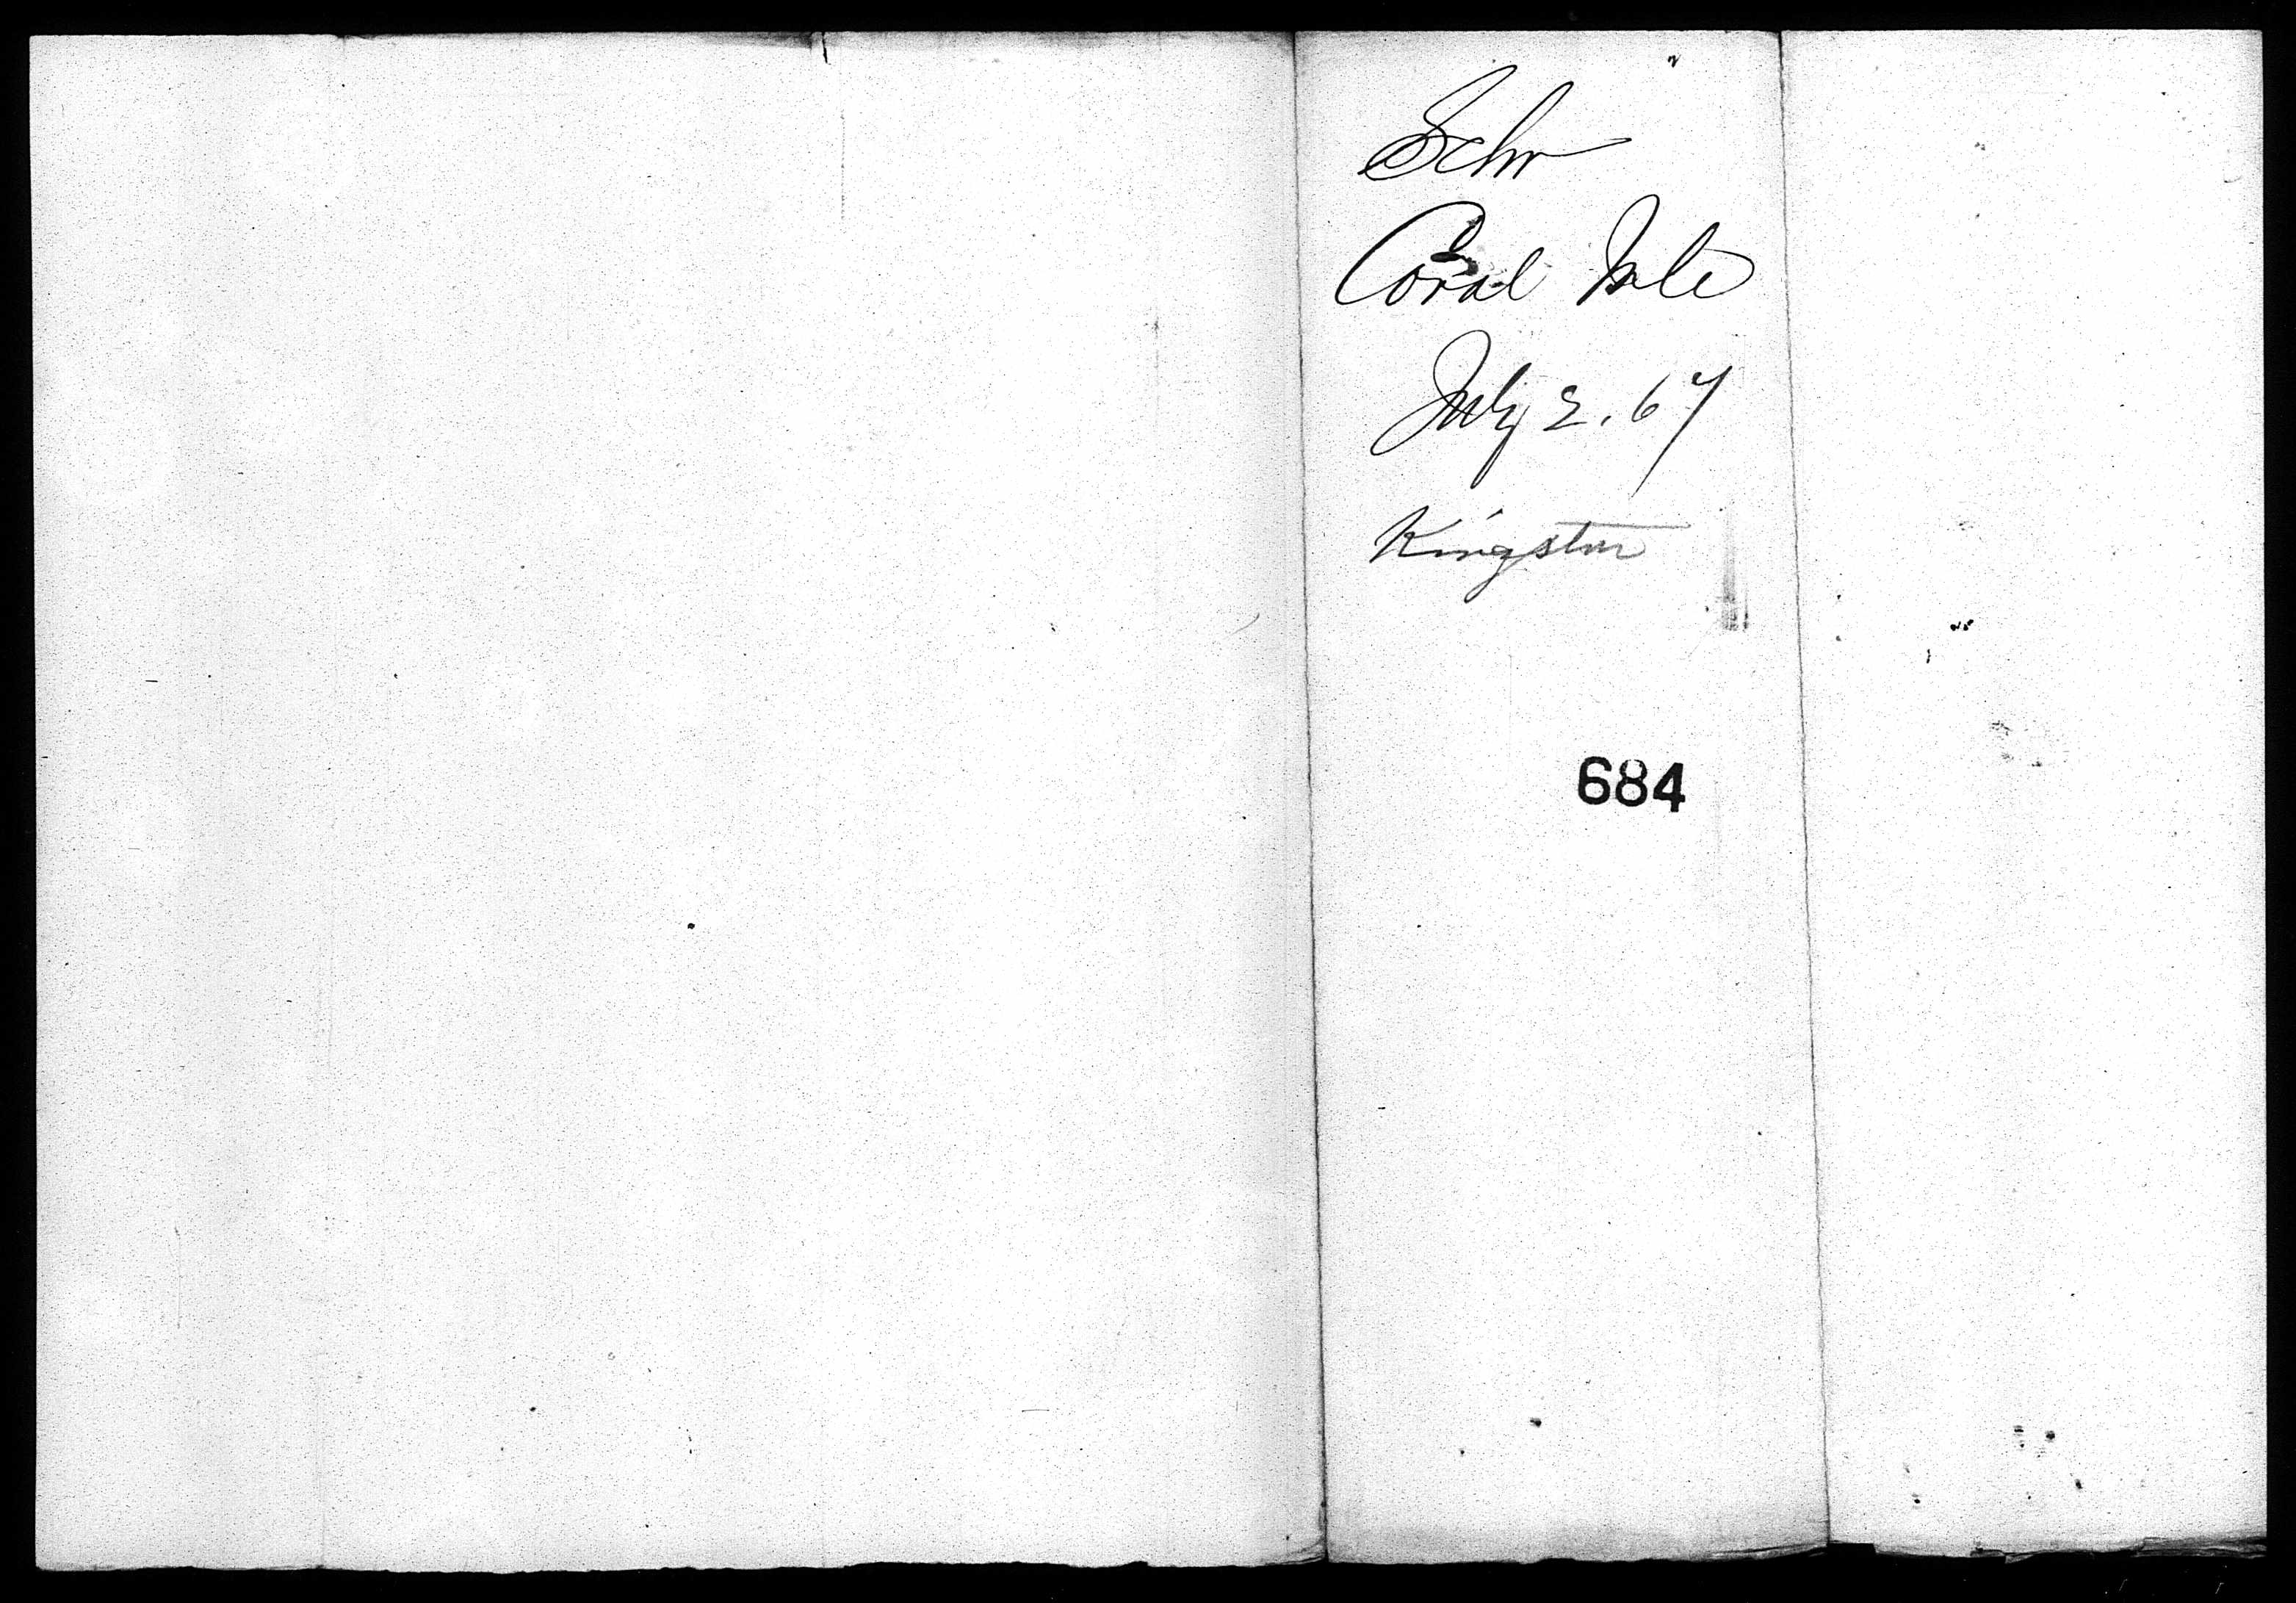 Schr
Coral Isle
July 2. 67
Kingston
684